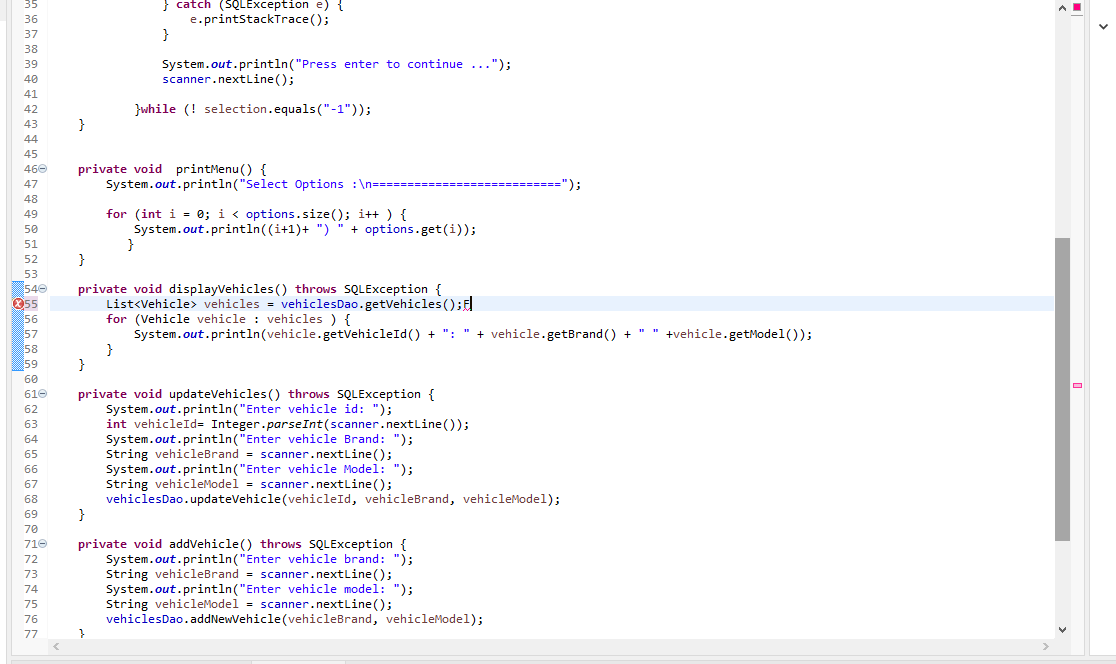 35 } catch (SQLException e) {
36 e.printStackTrace();
37 }
38
39 System.out.println("Press enter to continue ...");
40 scanner.nextLine();
41
42 }while (! selection.equals("-1"));
43 }
44
45
46 private void  printMenu() {
47 System.out.println("Select Options :\n===========================");
48
49 for (int i = 0; i < options.size(); i++ ) {
50 System.out.println((i+1)+ ") " + options.get(i));
51 }
52 }
53
54 private void displayVehicles() throws SQLException {
55 List<Vehicle> vehicles = vehiclesDao.getVehicles();F
56 for (Vehicle vehicle : vehicles ) {
57 System.out.println(vehicle.getVehicleId() + ": " + vehicle.getBrand() + " " +vehicle.getModel());
58 }
59 }
60
61 private void updateVehicles() throws SQLException {
62 System.out.println("Enter vehicle id: ");
63 int vehicleId= Integer.parseInt(scanner.nextLine());
64 System.out.println("Enter vehicle Brand: ");
65 String vehicleBrand = scanner.nextLine();
66 System.out.println("Enter vehicle Model: ");
67 String vehicleModel = scanner.nextLine();
68 vehiclesDao.updateVehicle(vehicleId, vehicleBrand, vehicleModel);
69 }
70
71 private void addVehicle() throws SQLException {
72 System.out.println("Enter vehicle brand: ");
73 String vehicleBrand = scanner.nextLine();
74 System.out.println("Enter vehicle model: ");
75 String vehicleModel = scanner.nextLine();
76 vehiclesDao.addNewVehicle(vehicleBrand, vehicleModel);
77 }